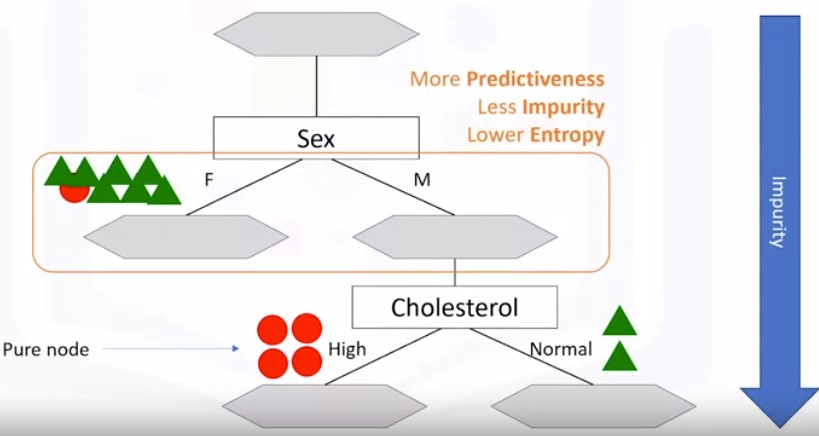 More Predictiveness
Less Impurity
Lower Entropy
Sex
F
M
Impurity
Cholesterol
Pure node
High
Normal